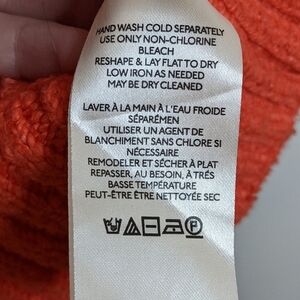 HAND WASH COLD SEPARATELY
USE ONLY NON-CHLORINE
BLEACH
RESHAPE & LAY FLAT TO DRY
LOW IRON AS NEEDED
MAY BE DRY CLEANED
LAVER À LA MAIN À L'EAU FROIDE
SÉPARÉMEN
UTILISER UN AGENT DE
BLANCHIMENT SANS CHLORE SI
NÉCESSAIRE
REMODELER ET SÉCHER À PLAT
REPASSER, AU BESOIN, À TRÉS
BASSE TEMPÉRATURE
PEUT-ÊTRE ÊTRE NETTOYÉE SEC